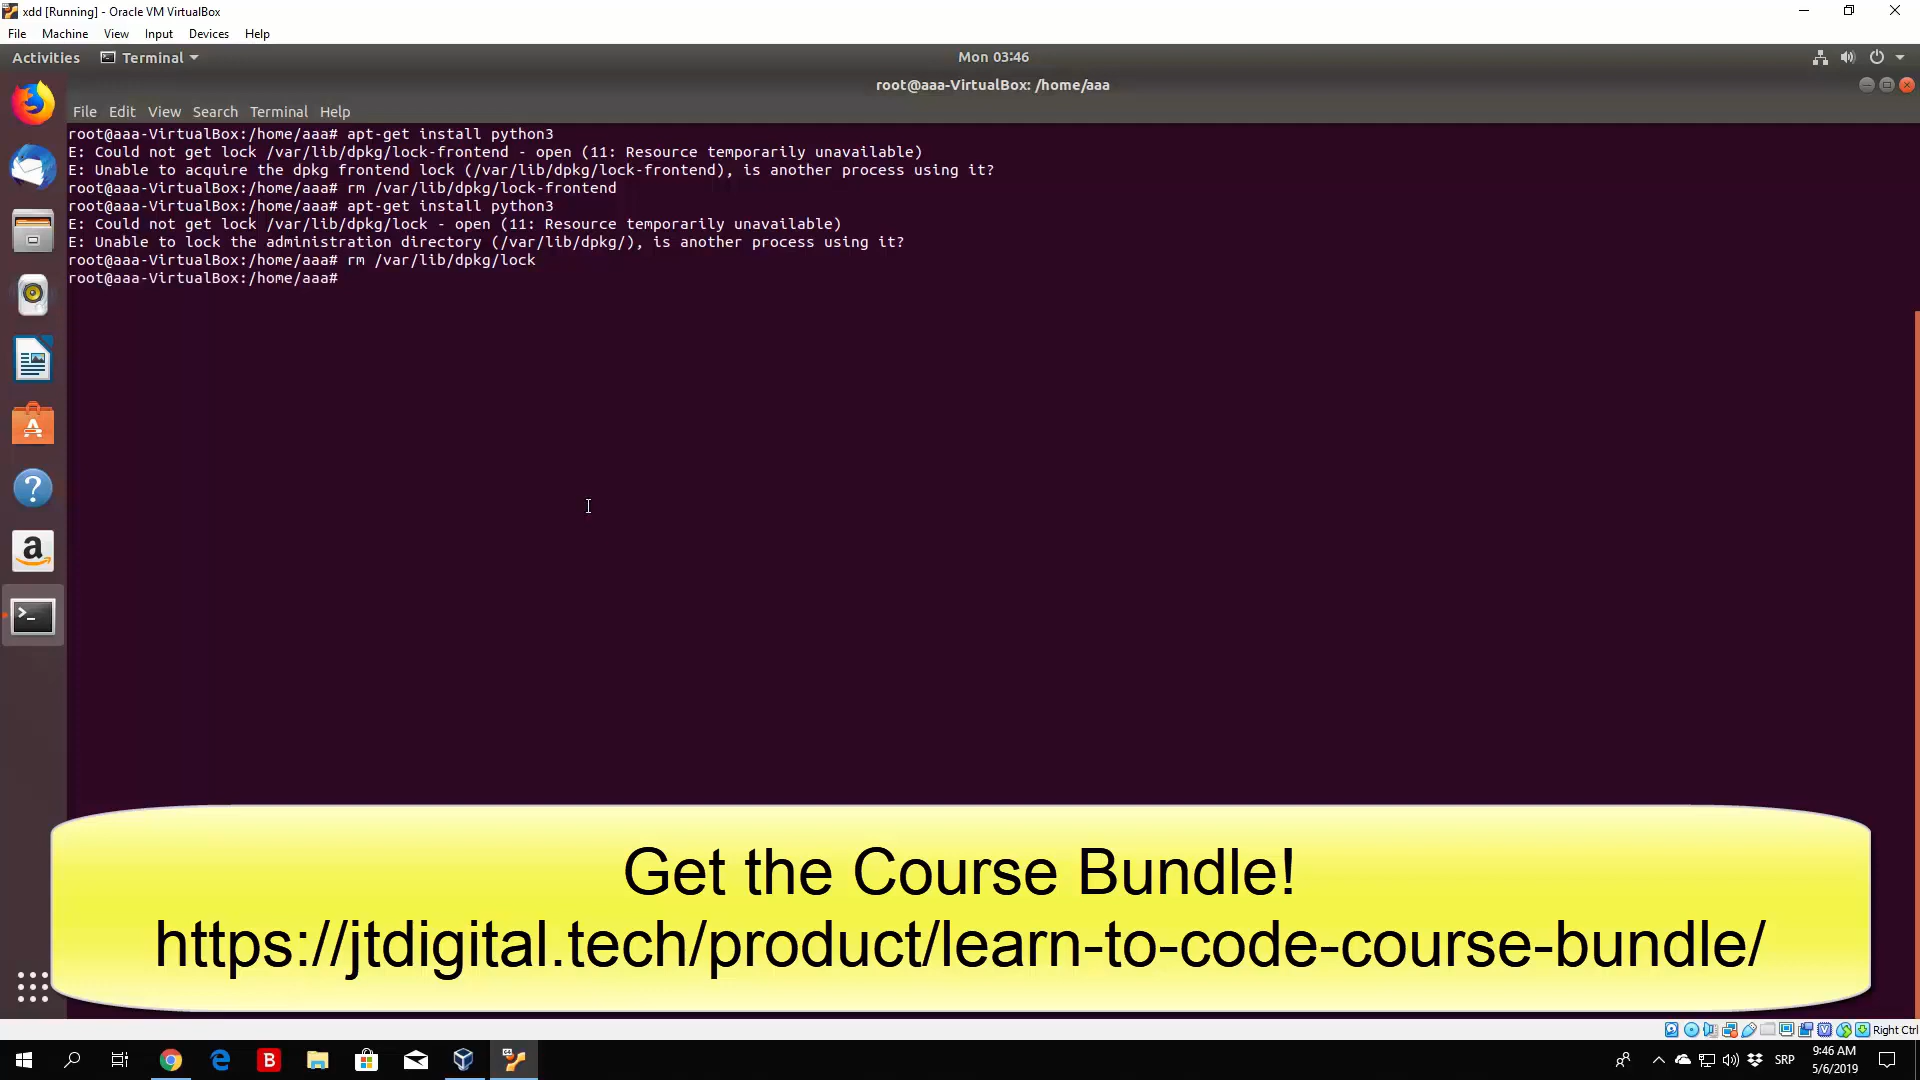 xdd [Running] - Oracle VM VirtualBox
File Machine View Input Devices Help
Activities Terminal Mon 03:46
root@aaa-VirtualBox: /home/aaa
File Edit View Search Terminal Help
root@aaa-VirtualBox:/home/aaa# apt-get install python3
E: Could not get lock /var/lib/dpkg/lock-frontend - open (11: Resource temporarily unavailable)
E: Unable to acquire the dpkg frontend lock (/var/lib/dpkg/lock-frontend), is another process using it?
root@aaa-VirtualBox:/home/aaa# rm /var/lib/dpkg/lock-frontend
root@aaa-VirtualBox:/home/aaa# apt-get install python3
E: Could not get lock /var/lib/dpkg/lock - open (11: Resource temporarily unavailable)
E: Unable to lock the administration directory (/var/lib/dpkg/), is another process using it?
root@aaa-VirtualBox:/home/aaa# rm /var/lib/dpkg/lock
root@aaa-VirtualBox:/home/aaa#
Get the Course Bundle!
https://jtdigital.tech/product/learn-to-code-course-bundle/
Right Ctrl
SRP
9:46 AM
5/6/2019